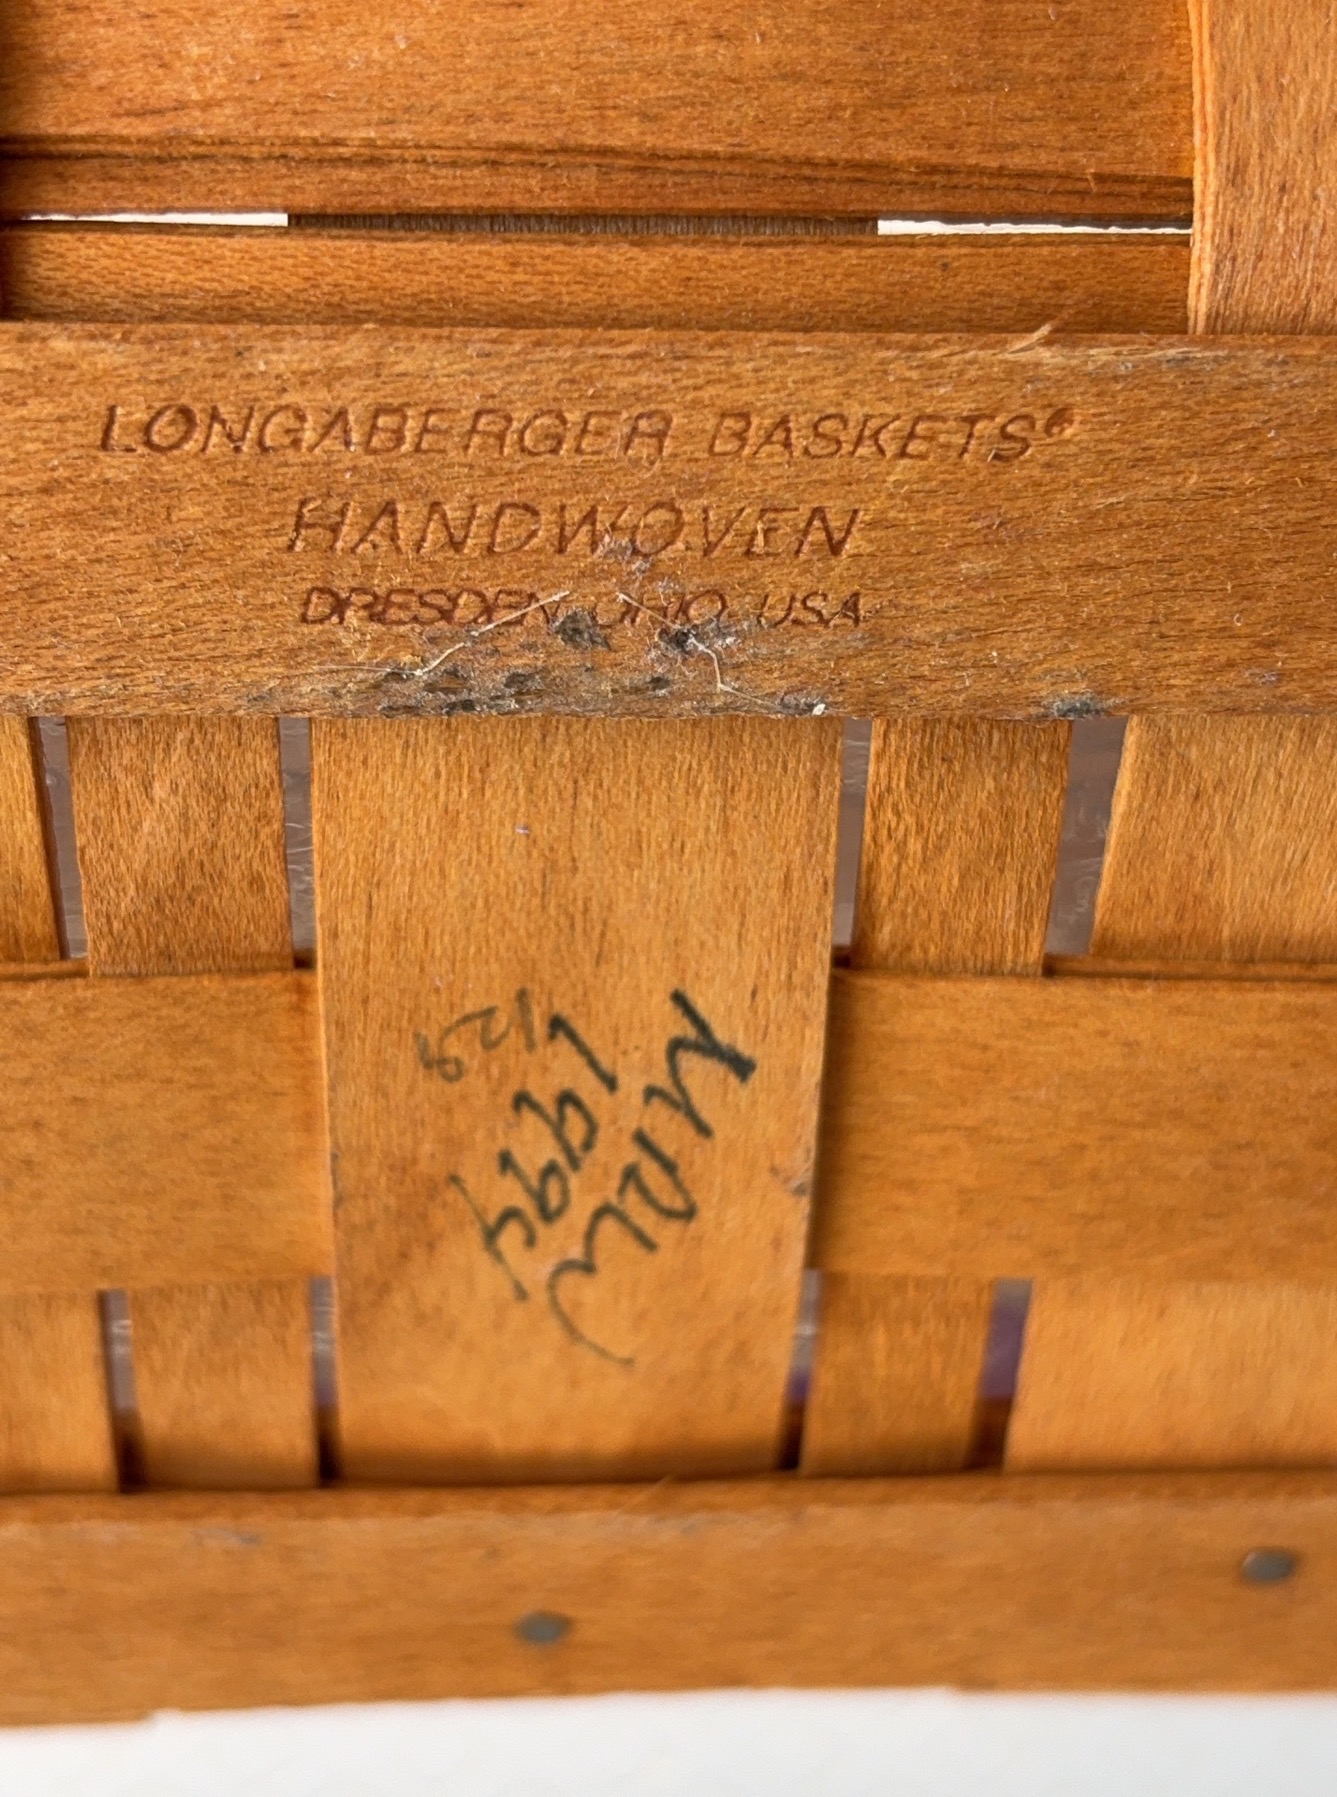 LONGABERGER BASKETS®
HANDWOVEN
DRESDEN, OHIO USA
1994